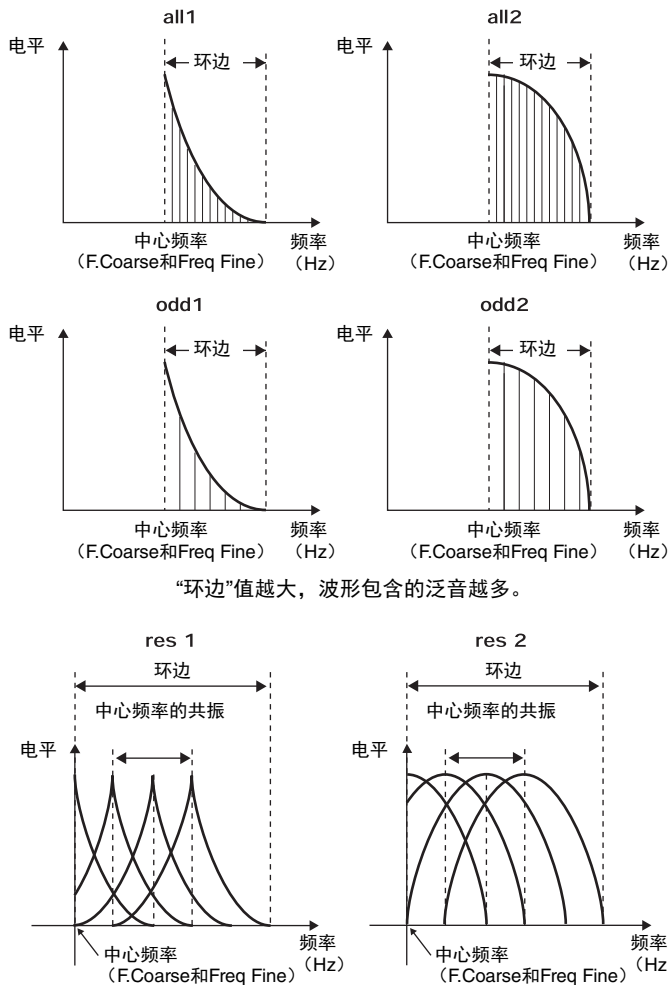 all1
all2
电平
环边
电平
环边
中心频率
(F.Coarse和Freq Fine)
频率
(Hz)
中心频率
(F.Coarse和Freq Fine)
频率
(Hz)
odd1
odd2
电平
环边
电平
环边
中心频率
(F.Coarse和Freq Fine)
频率
(Hz)
中心频率
(F.Coarse和Freq Fine)
频率
(Hz)
“环边”值越大，波形包含的泛音越多。
res 1
res 2
环边
环边
中心频率的共振
中心频率的共振
电平
电平
中心频率
(F.Coarse和Freq Fine)
频率
(Hz)
中心频率
(F.Coarse和Freq Fine)
频率
(Hz